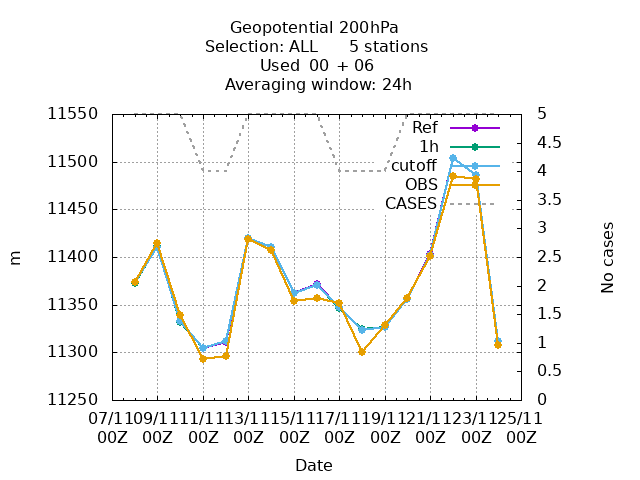 Geopotential 200hPa
Selection: ALL 5 stations
Used 00 + 06
Averaging window: 24h
11550
11500
11450
11400
11350
11300
11250
m
5
4.5
4
3.5
3
2.5
2
1.5
1
0.5
0
No cases
Ref
1h
cutoff
OBS
CASES
07/11 09/11 11/11 13/11 15/11 17/11 19/11 21/11 23/11 25/11
00Z 00Z 00Z 00Z 00Z 00Z 00Z 00Z 00Z 00Z
Date